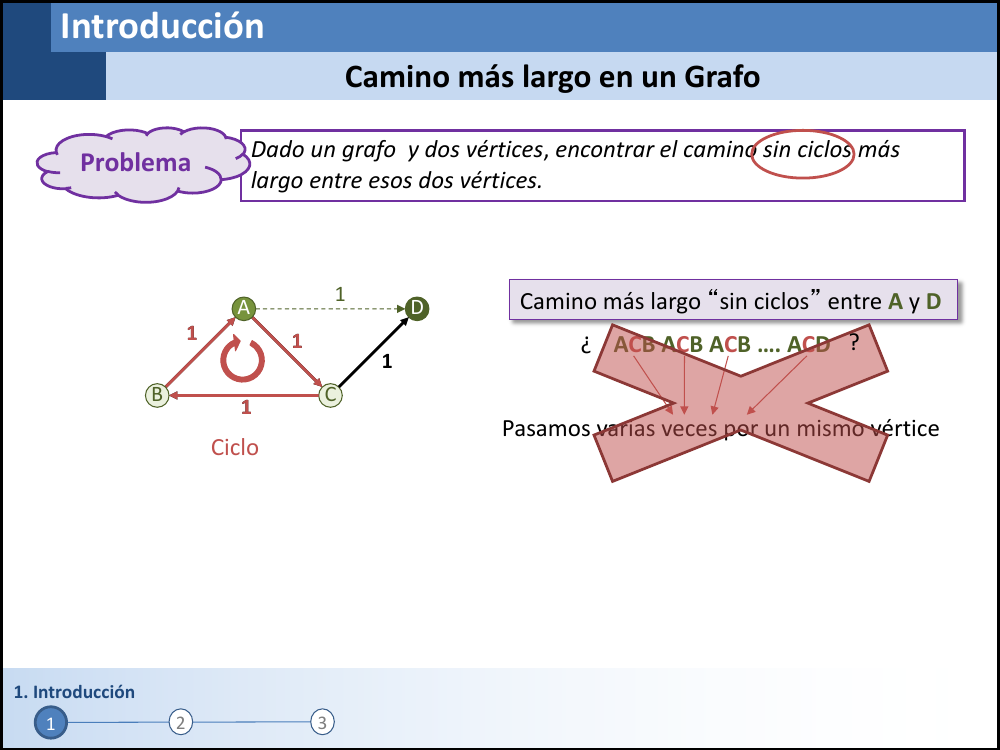 Introducción
Camino más largo en un Grafo
Problema
Dado un grafo y dos vértices, encontrar el camino sin ciclos más
largo entre esos dos vértices.
1
A
D
1
1
1
B
C
1
Ciclo
Camino más largo “sin ciclos” entre A y D
¿ ACB ACB ACB .... ACD ?
Pasamos varias veces por un mismo vértice
1. Introducción
1
2
3